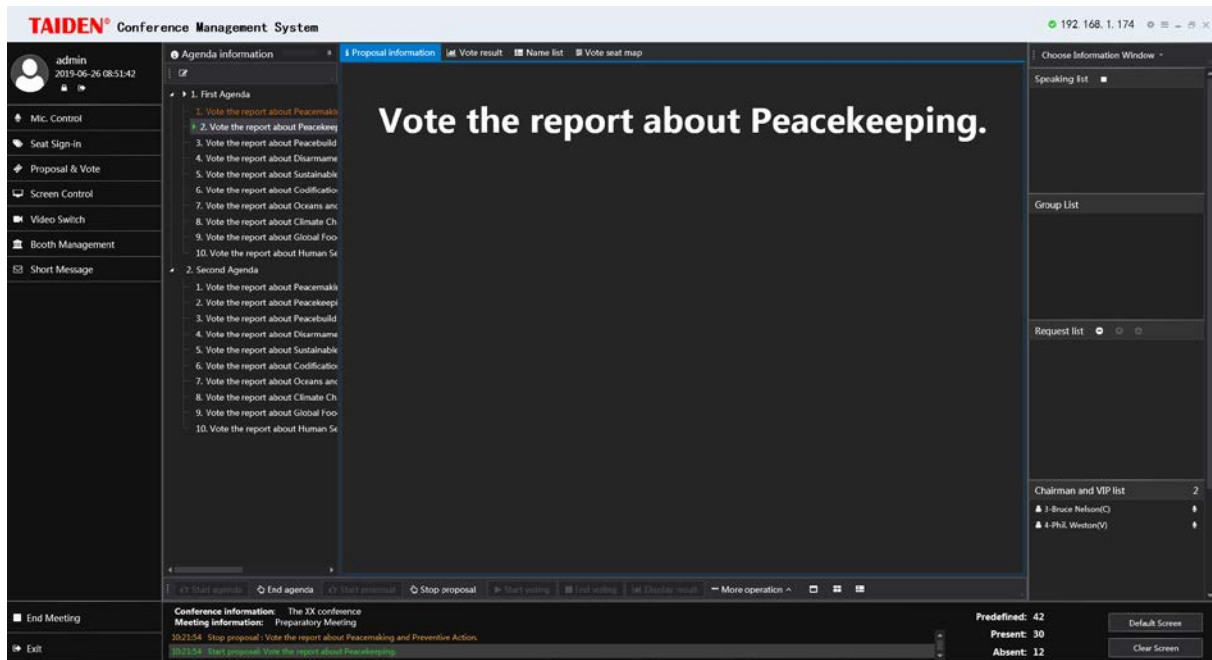 TAIDEN® Conference Management System
192.168.1.174
admin
2019-06-26 08:51:42
Mic. Control
Seat Sign-in
Proposal & Vote
Screen Control
Video Switch
Booth Management
Short Message
End Meeting
Exit
Agenda information
1. First Agenda
1. Vote the report about Peacemakin
2. Vote the report about Peacekeep
3. Vote the report about Peacebuild
4. Vote the report about Disarmame
5. Vote the report about Sustainable
6. Vote the report about Codificatio
7. Vote the report about Oceans and
8. Vote the report about Climate Ch
9. Vote the report about Global Foo
10. Vote the report about Human Se
2. Second Agenda
1. Vote the report about Peacemakin
2. Vote the report about Peacekeepi
3. Vote the report about Peacebuild
4. Vote the report about Disarmame
5. Vote the report about Sustainable
6. Vote the report about Codificatio
7. Vote the report about Oceans and
8. Vote the report about Climate Ch
9. Vote the report about Global Foo
10. Vote the report about Human Se
Proposal information Vote result Name list Vote seat map
Vote the report about Peacekeeping.
Start agenda End agenda Start proposal Stop proposal Start voting End voting Display result More operation
Choose Information Window
Speaking list
Group List
Request list
Chairman and VIP list 2
3-Bruce Nelson(C)
4-Phil. Weston(V)
Conference information: The XX conference
Meeting information: Preparatory Meeting
10:21:54 Stop proposal : Vote the report about Peacemaking and Preventive Action.
10:21:54 Start proposal: Vote the report about Peacekeeping.
Predefined: 42
Present: 30
Absent: 12
Default Screen
Clear Screen